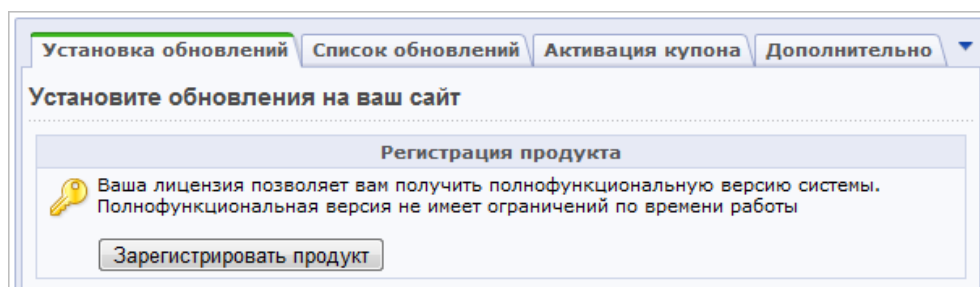 Установка обновлений Список обновлений Активация купона Дополнительно
Установите обновления на ваш сайт
Регистрация продукта
Ваша лицензия позволяет вам получить полнофункциональную версию системы.
Полнофункциональная версия не имеет ограничений по времени работы
Зарегистрировать продукт